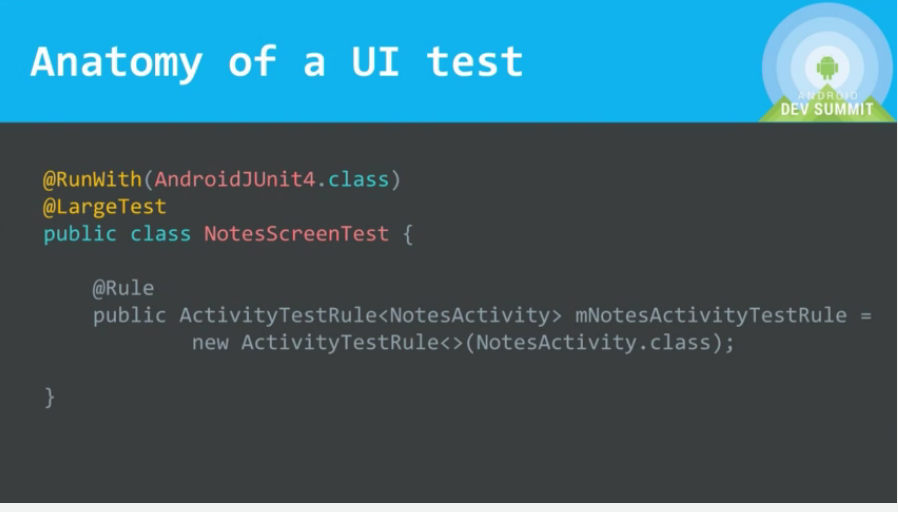 Anatomy of a UI test
ANDROID
DEV SUMMIT
@RunWith(AndroidJUnit4.class)
@LargeTest
public class NotesScreenTest {
@Rule
public ActivityTestRule<NotesActivity> mNotesActivityTestRule =
new ActivityTestRule<>(NotesActivity.class);
}